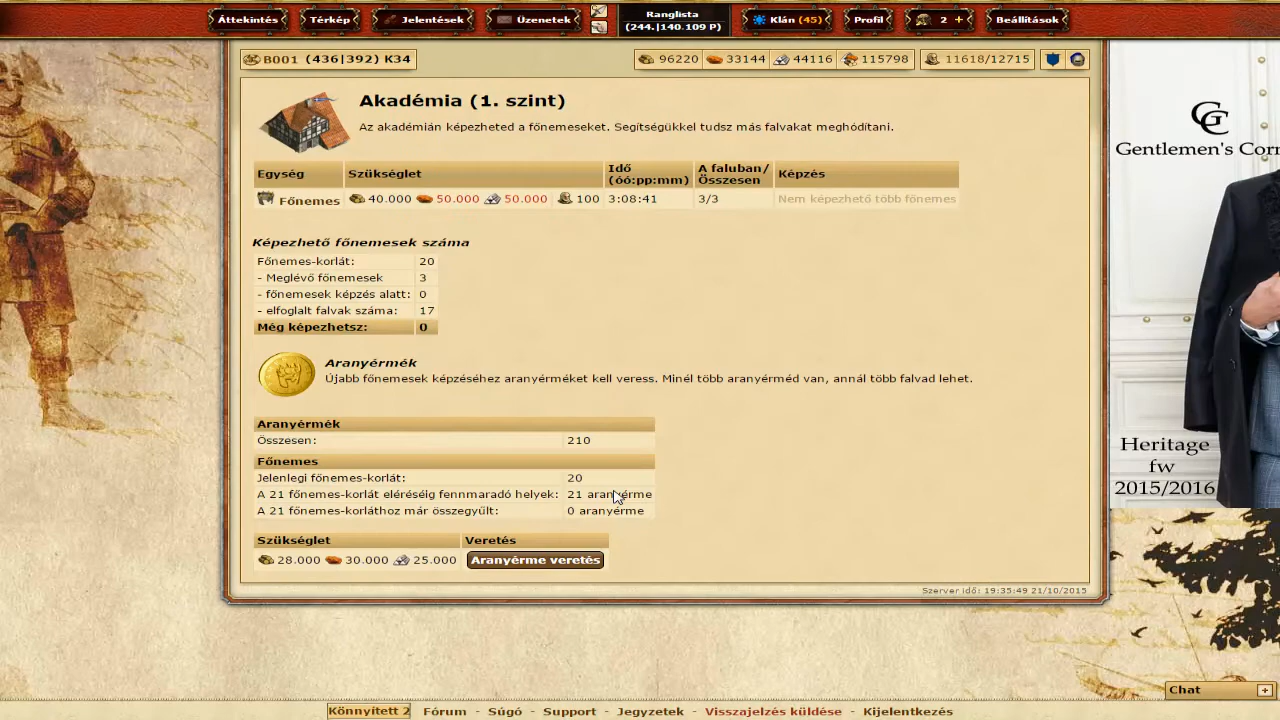 Áttekintés Térkép Jelentések Üzenetek Ranglista Klán (45) Profil 2 + Beállítások
(244.|140.109 P)
B001 (436|392) K34 96220 33144 44116 115798 11618/12715
Akadémia (1. szint)
Az akadémián képezheted a főnemeseket. Segítségükkel tudsz más falvakat meghódítani.
Egység Szükséglet Idő (óó:pp:mm) A faluban/Összesen Képzés
Főnemes 40.000 50.000 50.000 100 3:08:41 3/3 Nem képezhető több főnemes
Képezhető főnemesek száma
Főnemes-korlát: 20
- Meglévő főnemesek 3
- főnemesek képzés alatt: 0
- elfoglalt falvak száma: 17
Még képezhetsz: 0
Aranyérmék
Újabb főnemesek képzéséhez aranyérméket kell veress. Minél több aranyérméd van, annál több falvad lehet.
Aranyérmék
Összesen: 210
Főnemes
Jelenlegi főnemes-korlát: 20
A 21 főnemes-korlát eléréséig fennmaradó helyek: 21 aranyérme
A 21 főnemes-korláthoz már összegyűlt: 0 aranyérme
Szükséglet Veretés
28.000 30.000 25.000 Aranyérme veretés
Szerver idő: 19:35:49 21/10/2015
GC
Gentlemen's Corn
Heritage
fw
2015/2016
Chat +
Könnyített 2 Fórum - Súgó - Support - Jegyzetek - Visszajelzés küldése - Kijelentkezés